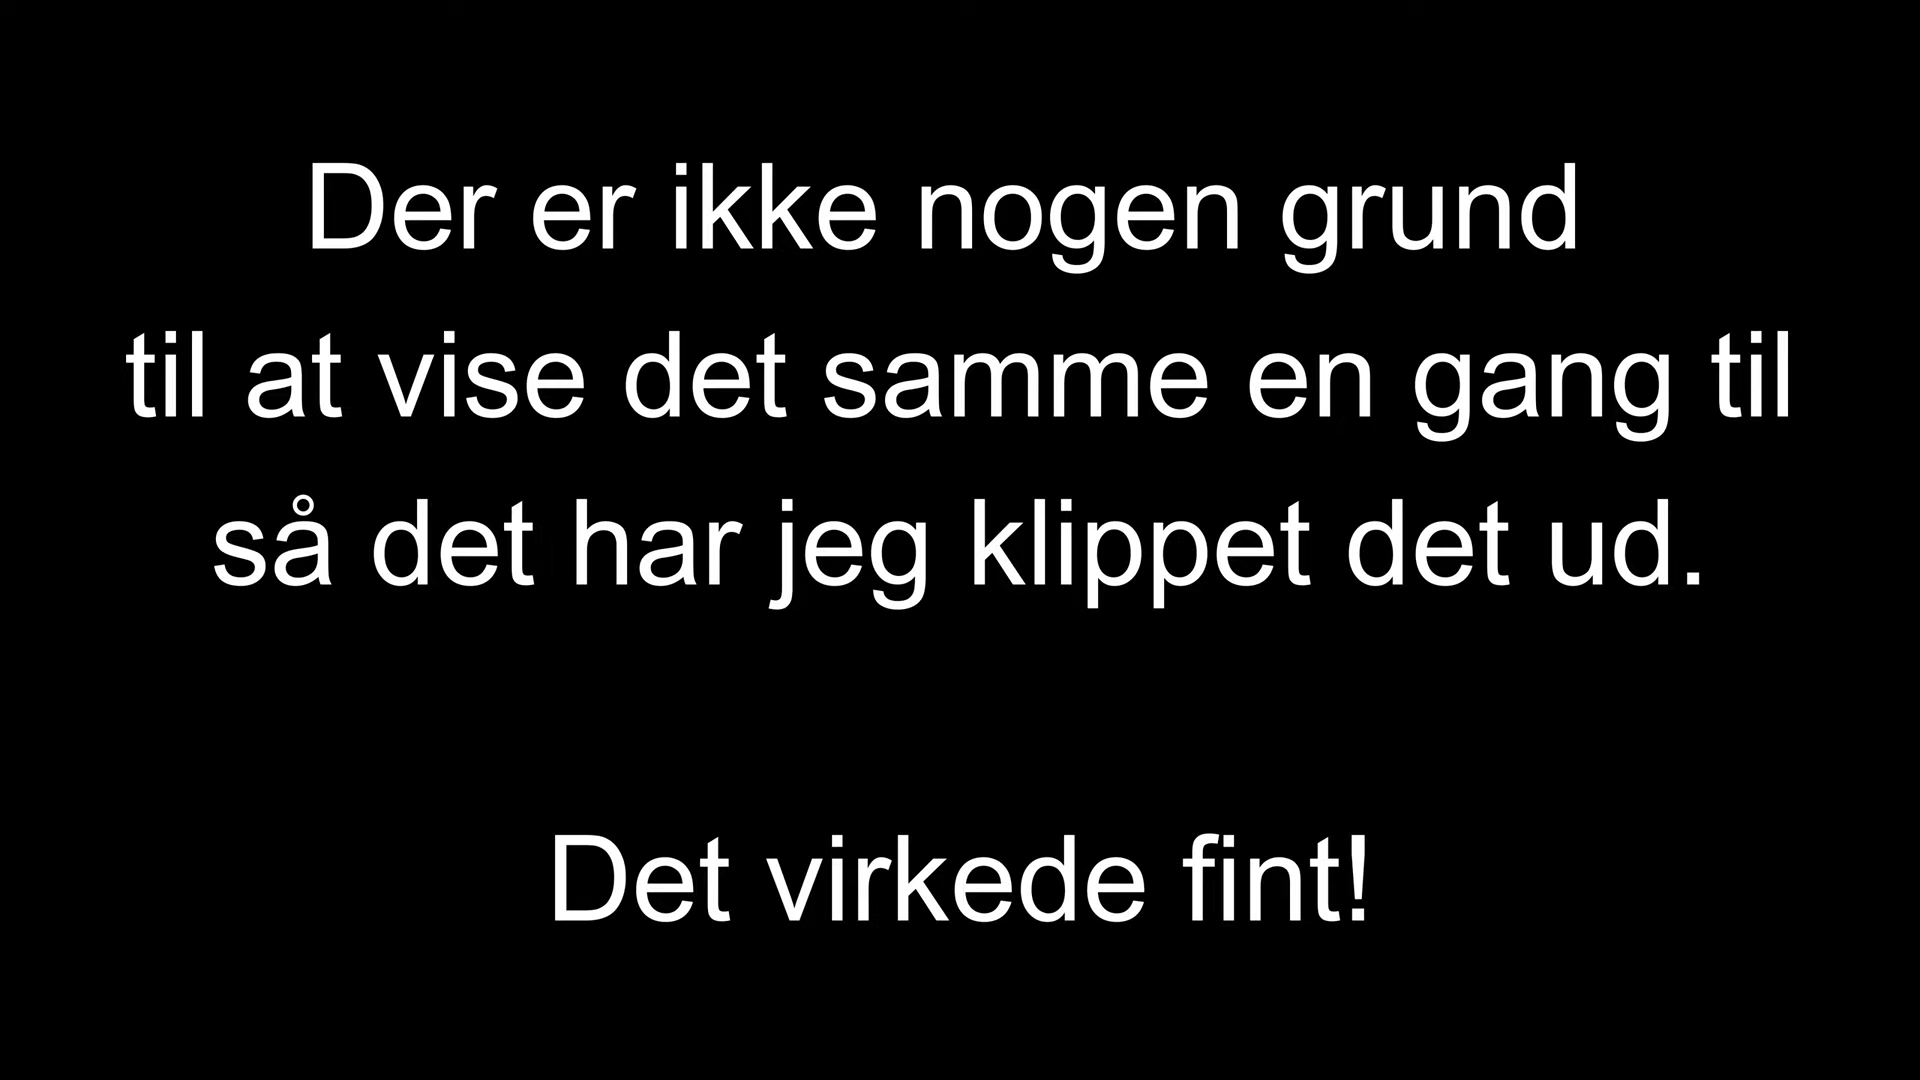 Der er ikke nogen grund
til at vise det samme en gang til
så det har jeg klippet det ud.
Det virkede fint!